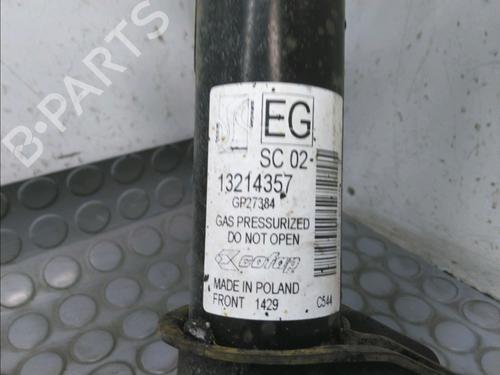 B-PARTS
EG
SC 02-
13214357
GP27384
GAS PRESSURIZED
DO NOT OPEN
cofap
MADE IN POLAND
FRONT 1429
C544